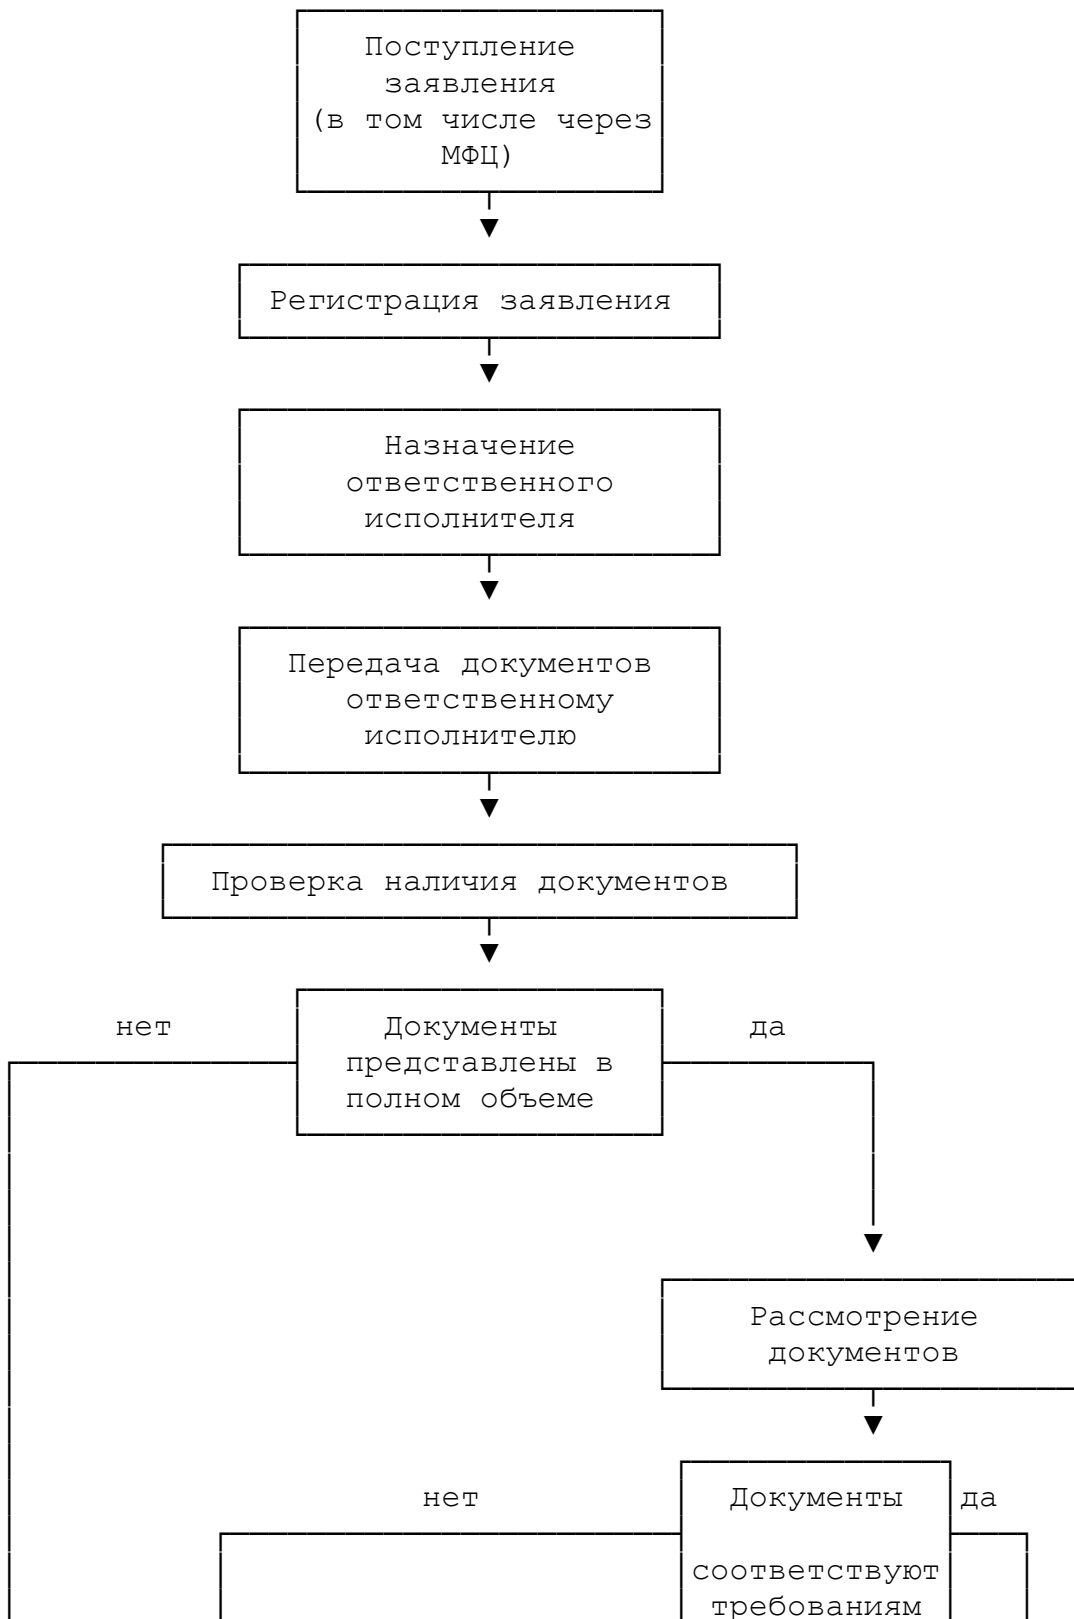 Поступление
заявления
(в том числе через
МФЦ)
Регистрация заявления
Назначение
ответственного
исполнителя
Передача документов
ответственному
исполнителю
Проверка наличия документов
нет
Документы
да
представлены в
полном объеме
Рассмотрение
документов
нет
Документы
да
соответствуют
требованиям